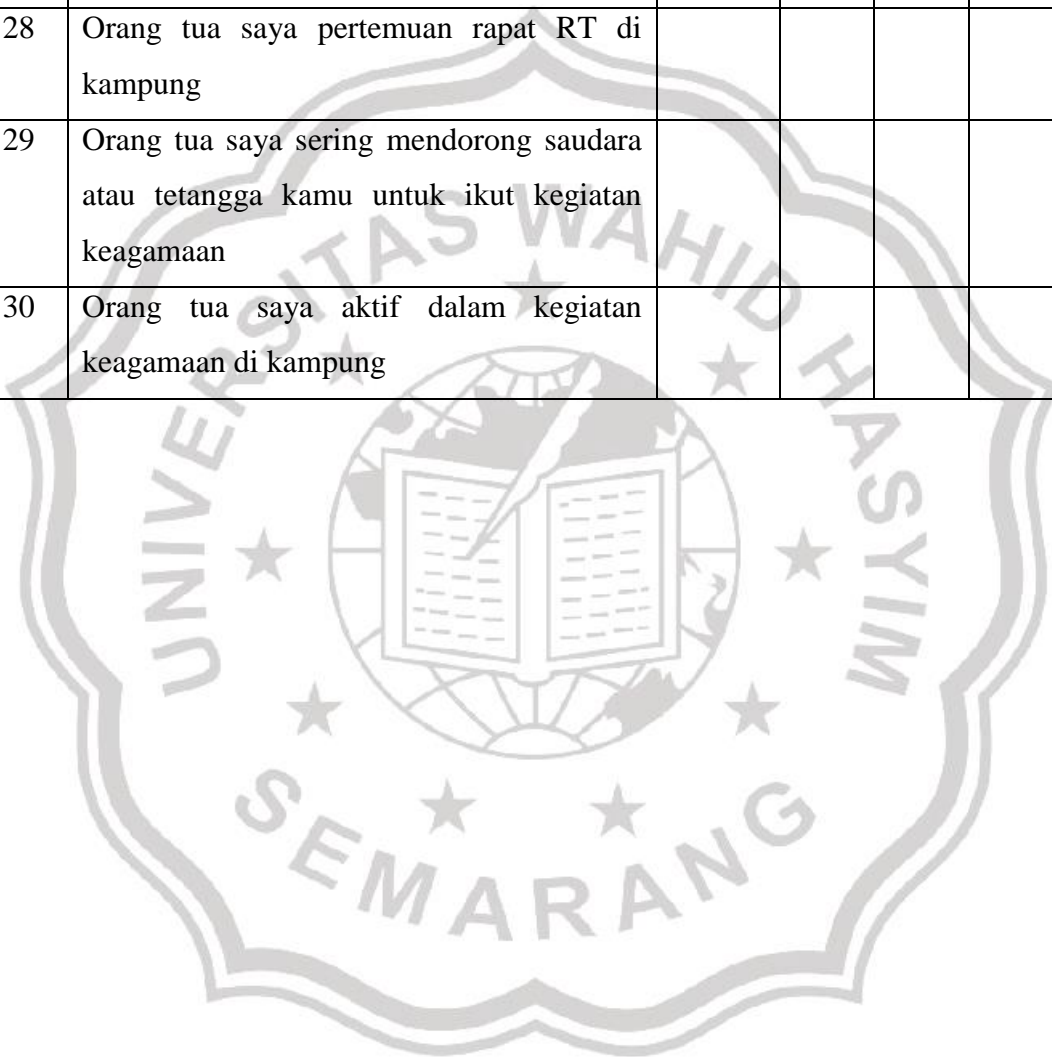 28 Orang tua saya pertemuan rapat RT di
kampung
29 Orang tua saya sering mendorong saudara
atau tetangga kamu untuk ikut kegiatan
keagamaan
30 Orang tua saya aktif dalam kegiatan
keagamaan di kampung
UNIVERSITAS WAHID HASYIM
SEMARANG